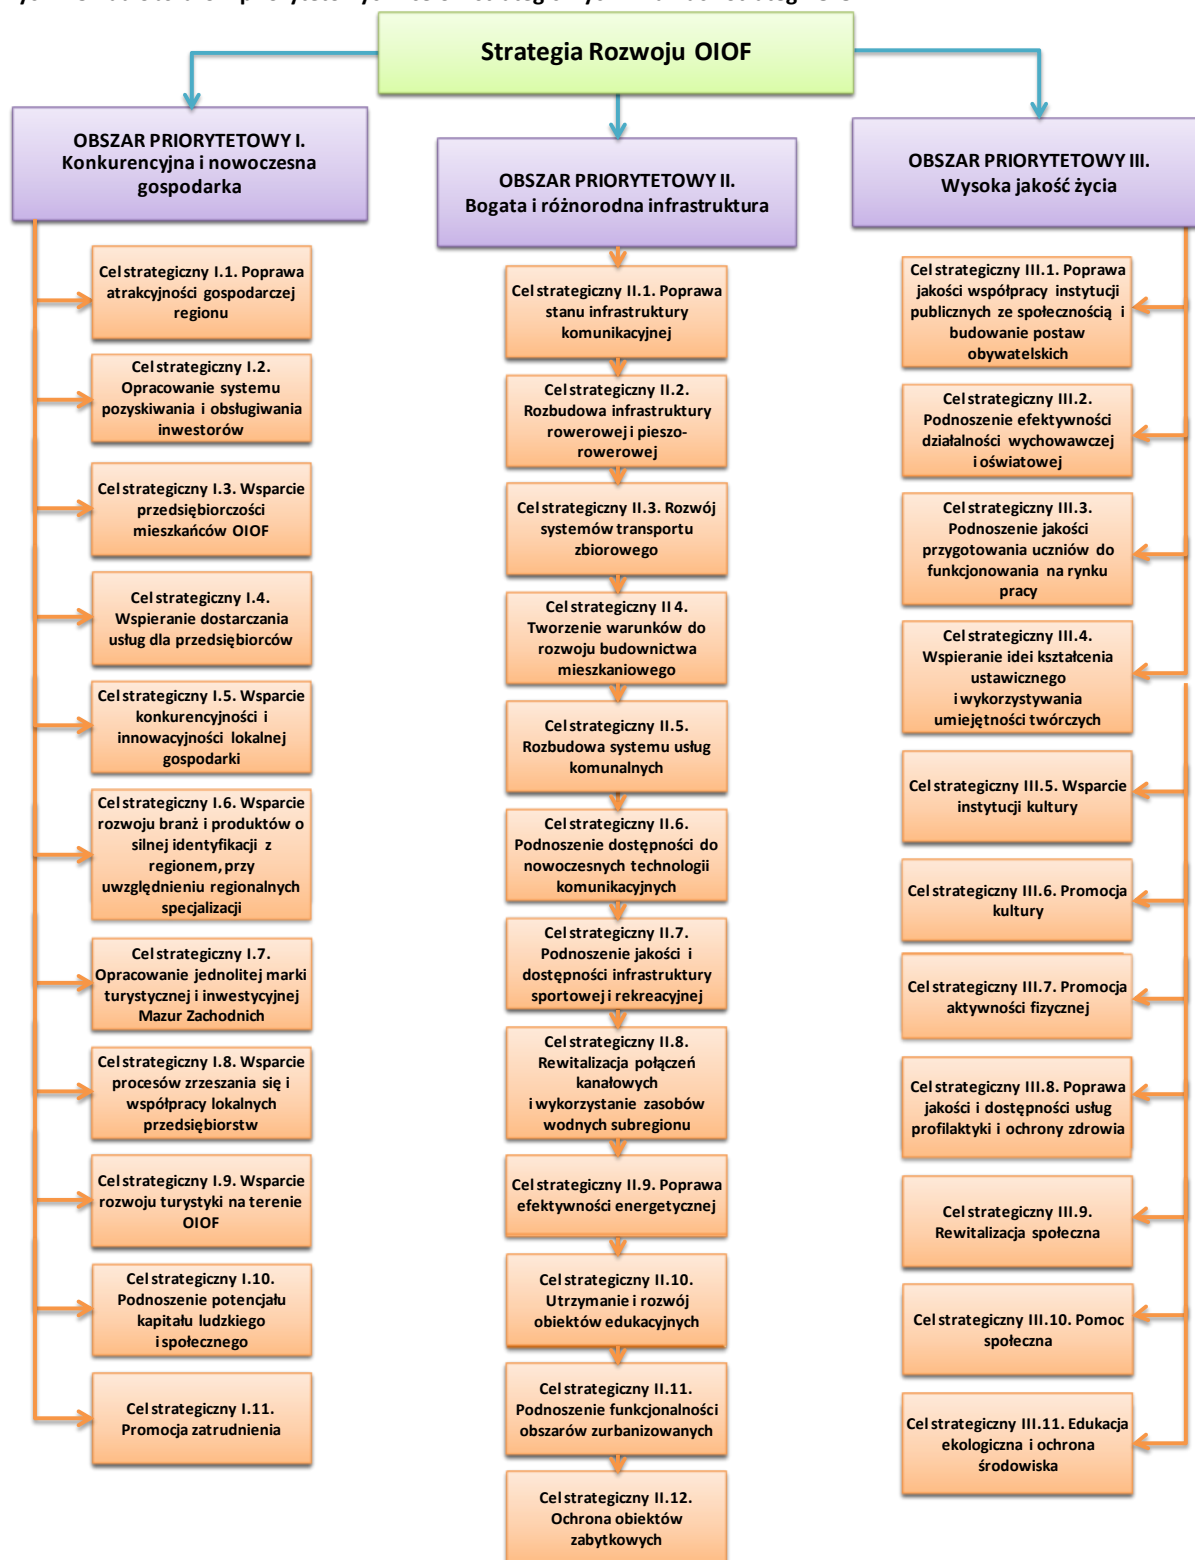 Strategia Rozwoju OIOF
OBSZAR PRIORYTETOWY I.
Konkurencyjna i nowoczesna
gospodarka
Cel strategiczny I.1. Poprawa
atrakcyjności gospodarczej
regionu
Cel strategiczny I.2.
Opracowanie systemu
pozyskiwania i obsługiwania
inwestorów
Cel strategiczny I.3. Wsparcie
przedsiębiorczości
mieszkańców OIOF
Cel strategiczny I.4.
Wspieranie dostarczania
usług dla przedsiębiorców
Cel strategiczny I.5. Wsparcie
konkurencyjności i
innowacyjności lokalnej
gospodarki
Cel strategiczny I.6. Wsparcie
rozwoju branż i produktów o
silnej identyfikacji z
regionem, przy
uwzględnieniu regionalnych
specjalizacji
Cel strategiczny I.7.
Opracowanie jednolitej marki
turystycznej i inwestycyjnej
Mazur Zachodnich
Cel strategiczny I.8. Wsparcie
procesów zrzeszania się i
współpracy lokalnych
przedsiębiorstw
Cel strategiczny I.9. Wsparcie
rozwoju turystyki na terenie
OIOF
Cel strategiczny I.10.
Podnoszenie potencjału
kapitału ludzkiego
i społecznego
Cel strategiczny I.11.
Promocja zatrudnienia
OBSZAR PRIORYTETOWY II.
Bogata i różnorodna infrastruktura
Cel strategiczny II.1. Poprawa
stanu infrastruktury
komunikacyjnej
Cel strategiczny II.2.
Rozbudowa infrastruktury
rowerowej i pieszo-
rowerowej
Cel strategiczny II.3. Rozwój
systemów transportu
zbiorowego
Cel strategiczny II 4.
Tworzenie warunków do
rozwoju budownictwa
mieszkaniowego
Cel strategiczny II.5.
Rozbudowa systemu usług
komunalnych
Cel strategiczny II.6.
Podnoszenie dostępności do
nowoczesnych technologii
komunikacyjnych
Cel strategiczny II.7.
Podnoszenie jakości i
dostępności infrastruktury
sportowej i rekreacyjnej
Cel strategiczny II.8.
Rewitalizacja połączeń
kanałowych
i wykorzystanie zasobów
wodnych subregionu
Cel strategiczny II.9. Poprawa
efektywności energetycznej
Cel strategiczny II.10.
Utrzymanie i rozwój
obiektów edukacyjnych
Cel strategiczny II.11.
Podnoszenie funkcjonalności
obszarów zurbanizowanych
Cel strategiczny II.12.
Ochrona obiektów
zabytkowych
OBSZAR PRIORYTETOWY III.
Wysoka jakość życia
Cel strategiczny III.1. Poprawa
jakości współpracy instytucji
publicznych ze społecznością i
budowanie postaw
obywatelskich
Cel strategiczny III.2.
Podnoszenie efektywności
działalności wychowawczej
i oświatowej
Cel strategiczny III.3.
Podnoszenie jakości
przygotowania uczniów do
funkcjonowania na rynku
pracy
Cel strategiczny III.4.
Wspieranie idei kształcenia
ustawicznego
i wykorzystywania
umiejętności twórczych
Cel strategiczny III.5. Wsparcie
instytucji kultury
Cel strategiczny III.6. Promocja
kultury
Cel strategiczny III.7. Promocja
aktywności fizycznej
Cel strategiczny III.8. Poprawa
jakości i dostępności usług
profilaktyki i ochrony zdrowia
Cel strategiczny III.9.
Rewitalizacja społeczna
Cel strategiczny III.10. Pomoc
społeczna
Cel strategiczny III.11. Edukacja
ekologiczna i ochrona
środowiska